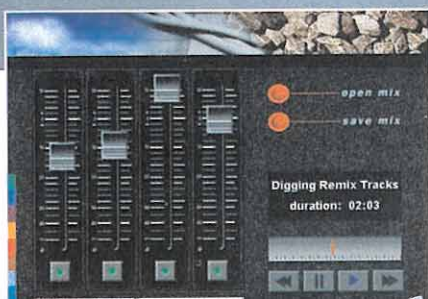 open mix
save mix
Digging Remix Tracks
duration: 02:03